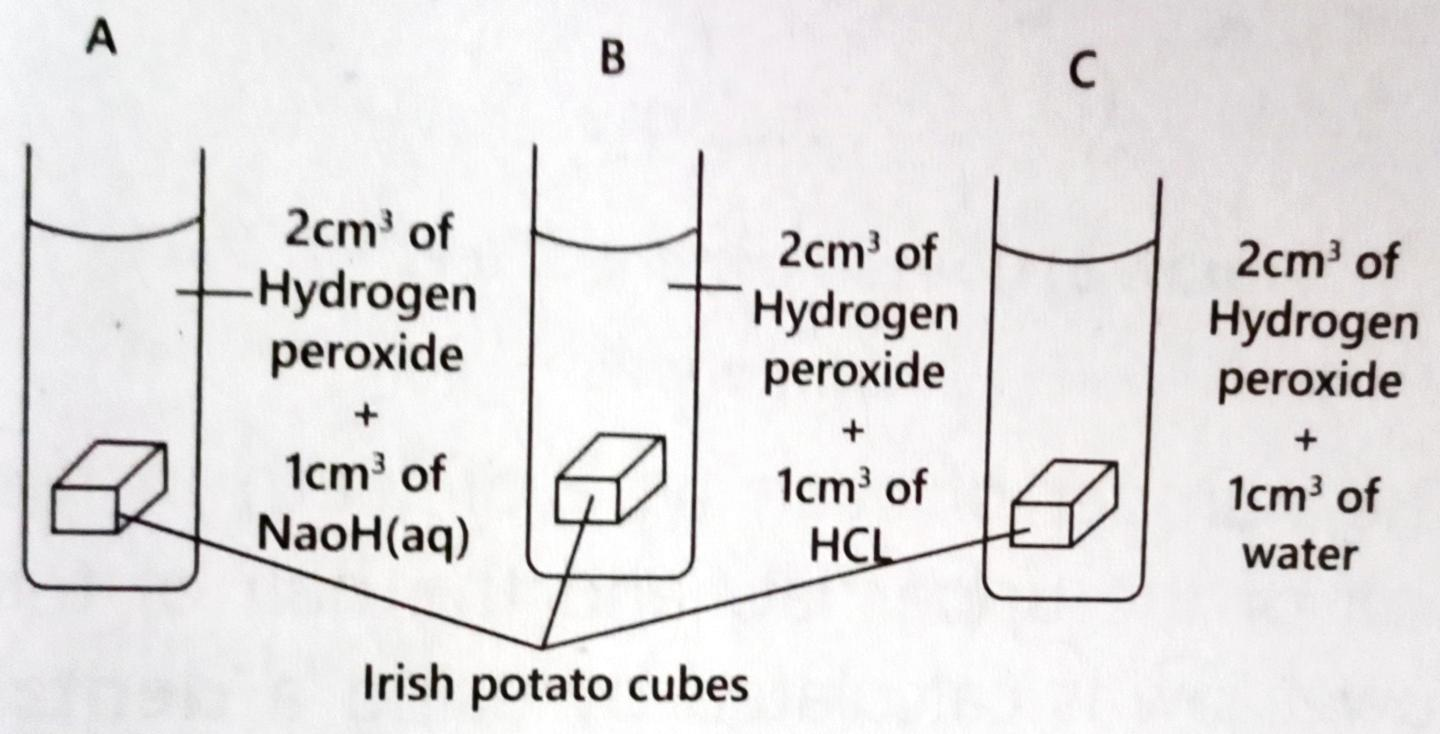 A
B
C
2cm³ of
Hydrogen
peroxide
+
1cm³ of
NaoH(aq)
2cm³ of
Hydrogen
peroxide
+
1cm³ of
HCL
2cm³ of
Hydrogen
peroxide
+
1cm³ of
water
Irish potato cubes